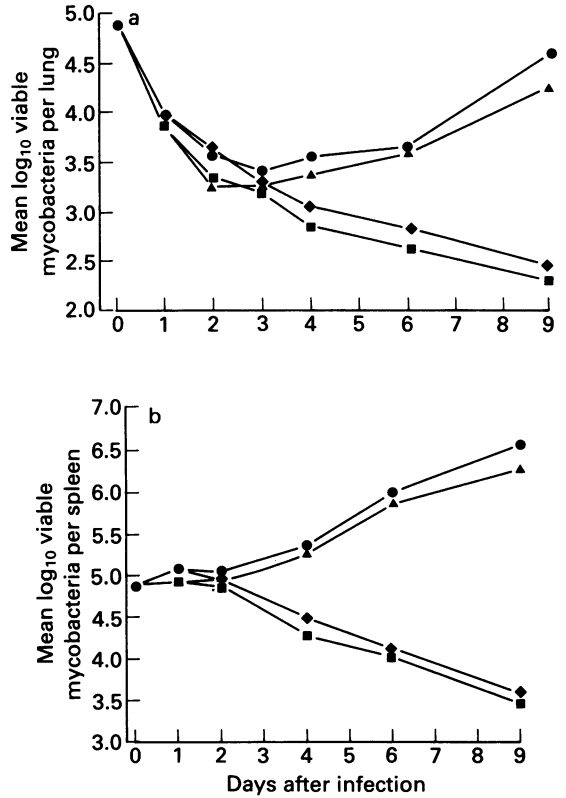 a
5.0
4.5
4.0
3.5
3.0
2.5
2.0
Mean log10 viable
mycobacteria per lung
0 1 2 3 4 6 7 8 9
b
7.0
6.5
6.0
5.5
5.0
4.5
4.0
3.5
3.0
Mean log10 viable
mycobacteria per spleen
0 1 2 3 4 5 6 7 8 9
Days after infection